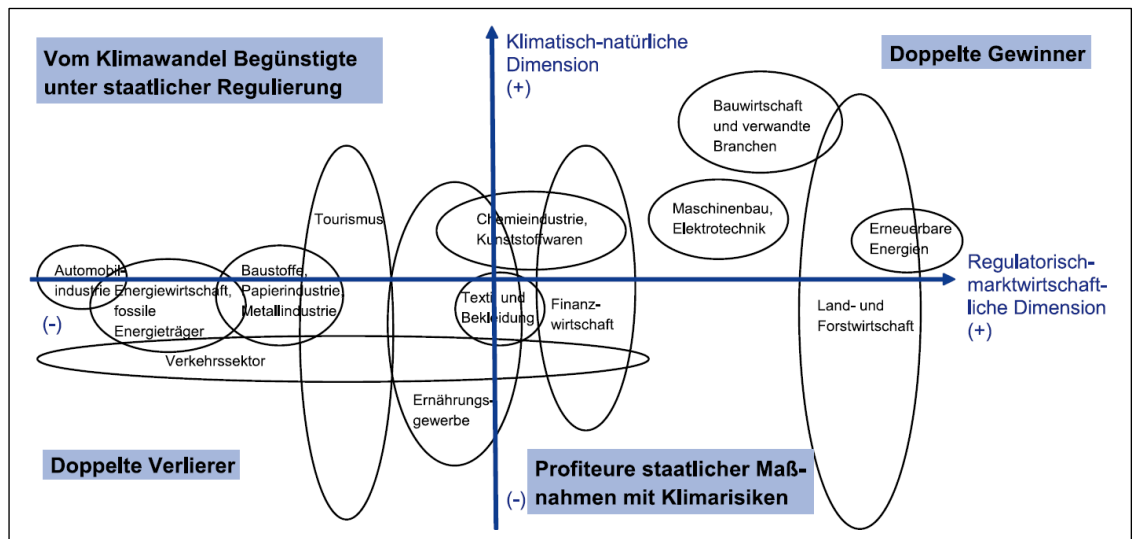 Vom Klimawandel Begünstigte
unter staatlicher Regulierung
Klimatisch-natürliche
Dimension
(+)
Doppelte Gewinner
Bauwirtschaft
und verwandte
Branchen
Tourismus
Chemieindustrie,
Kunststoffwaren
Maschinenbau,
Elektrotechnik
Erneuerbare
Energien
Automobil-
industrie
Energiewirtschaft,
fossile
Energieträger
Baustoffe,
Papierindustrie,
Metallindustrie
Textil und
Bekleidung
Finanz-
wirtschaft
Land- und
Forstwirtschaft
Regulatorisch-
marktwirtschaft-
liche Dimension
(+)
(-)
Verkehrssektor
Ernährungs-
gewerbe
Doppelte Verlierer
(-)
Profiteure staatlicher Maß-
nahmen mit Klimarisiken